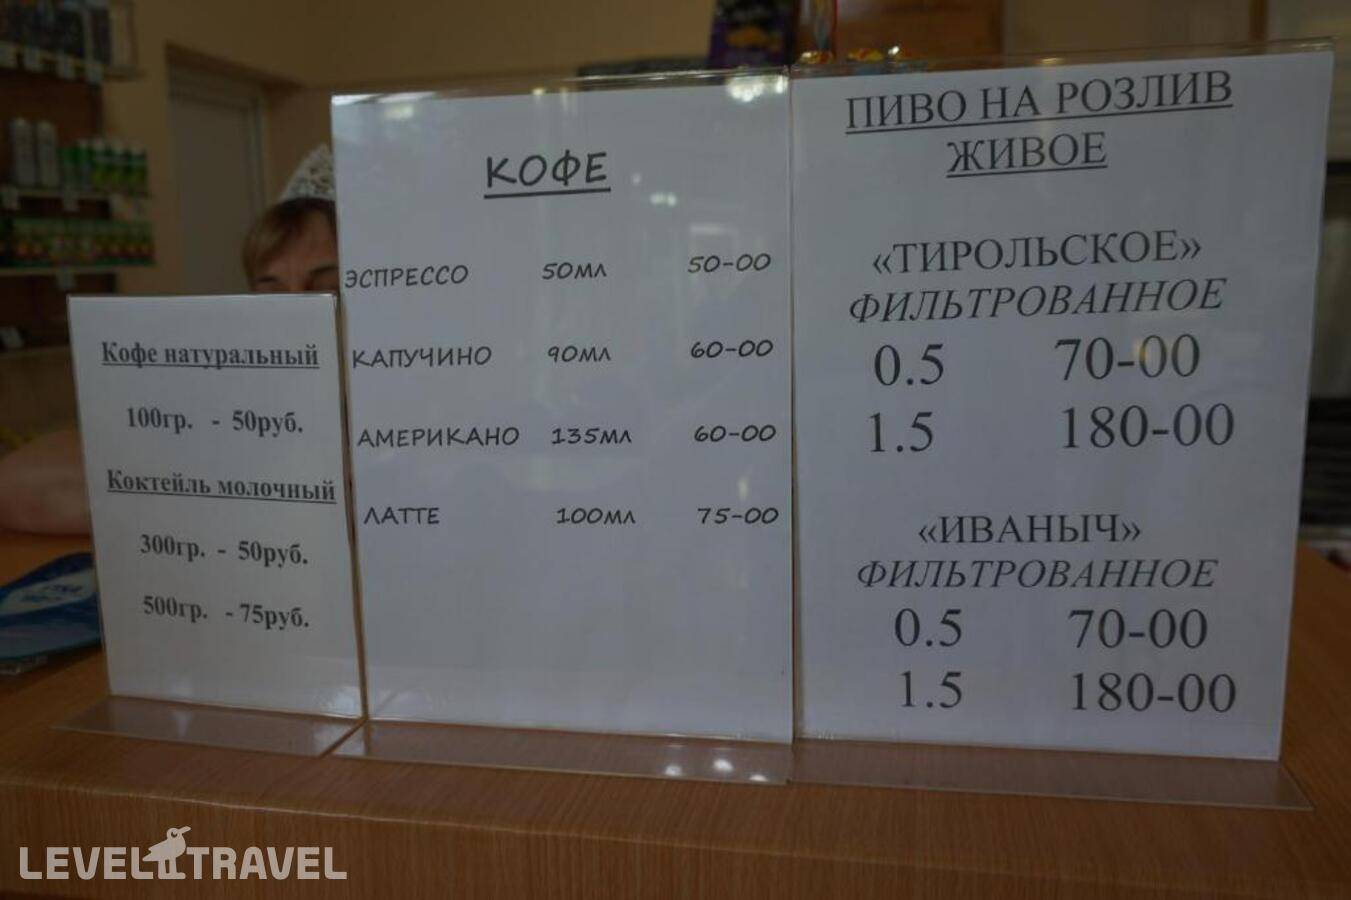 Кофе натуральный
100гр. - 50руб.
Коктейль молочный
300гр. - 50руб.
500гр. - 75руб.
КОФЕ
ЭСПРЕССО 50МЛ 50-00
КАПУЧИНО 90МЛ 60-00
АМЕРИКАНО 135МЛ 60-00
ЛАТТЕ 100МЛ 75-00
ПИВО НА РОЗЛИВ
ЖИВОЕ
«ТИРОЛЬСКОЕ»
ФИЛЬТРОВАННОЕ
0.5 70-00
1.5 180-00
«ИВАНЫЧ»
ФИЛЬТРОВАННОЕ
0.5 70-00
1.5 180-00
LEVEL TRAVEL